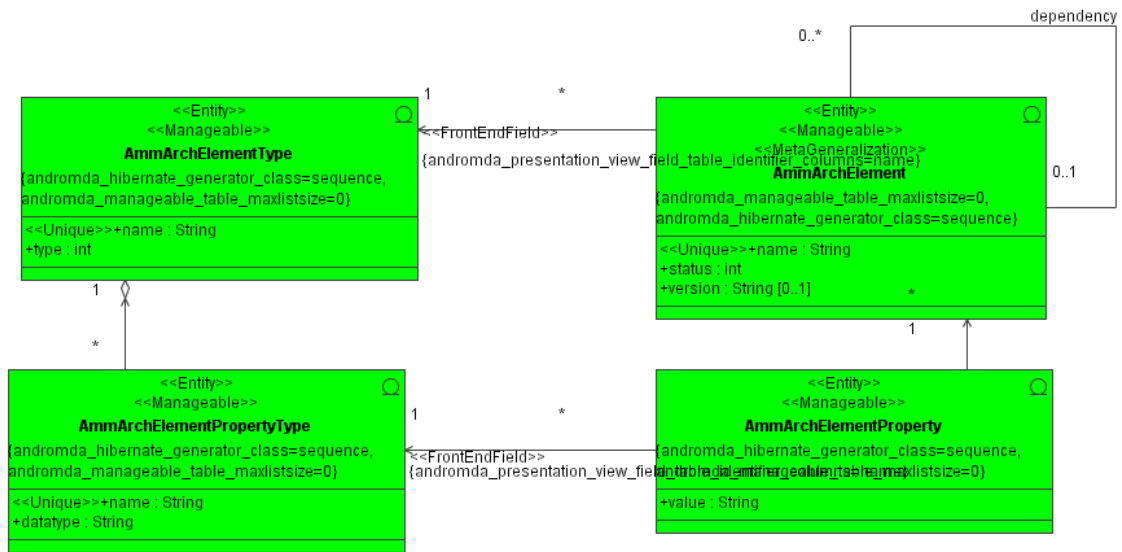 dependency
0..*
<<Entity>>
<<Manageable>>
AmmArchElementType
{andromda_hibernate_generator_class=sequence,
andromda_manageable_table_maxlistsize=0}
<<Unique>>+name : String
+type : int
1
*
<<FrontEndField>>
{andromda_presentation_view_field_table_identifier_columns=name}
<<Entity>>
<<Manageable>>
<<MetaGeneralization>>
AmmArchElement
{andromda_manageable_table_maxlistsize=0,
andromda_hibernate_generator_class=sequence}
<<Unique>>+name : String
+status : int
+version : String [0..1]
0..1
1
*
*
1
<<Entity>>
<<Manageable>>
AmmArchElementPropertyType
{andromda_hibernate_generator_class=sequence,
andromda_manageable_table_maxlistsize=0}
<<Unique>>+name : String
+datatype : String
1
*
<<FrontEndField>>
{andromda_presentation_view_field
<<Entity>>
<<Manageable>>
AmmArchElementProperty
{andromda_hibernate_generator_class=sequence,
maxlistsize=0}
+value : String